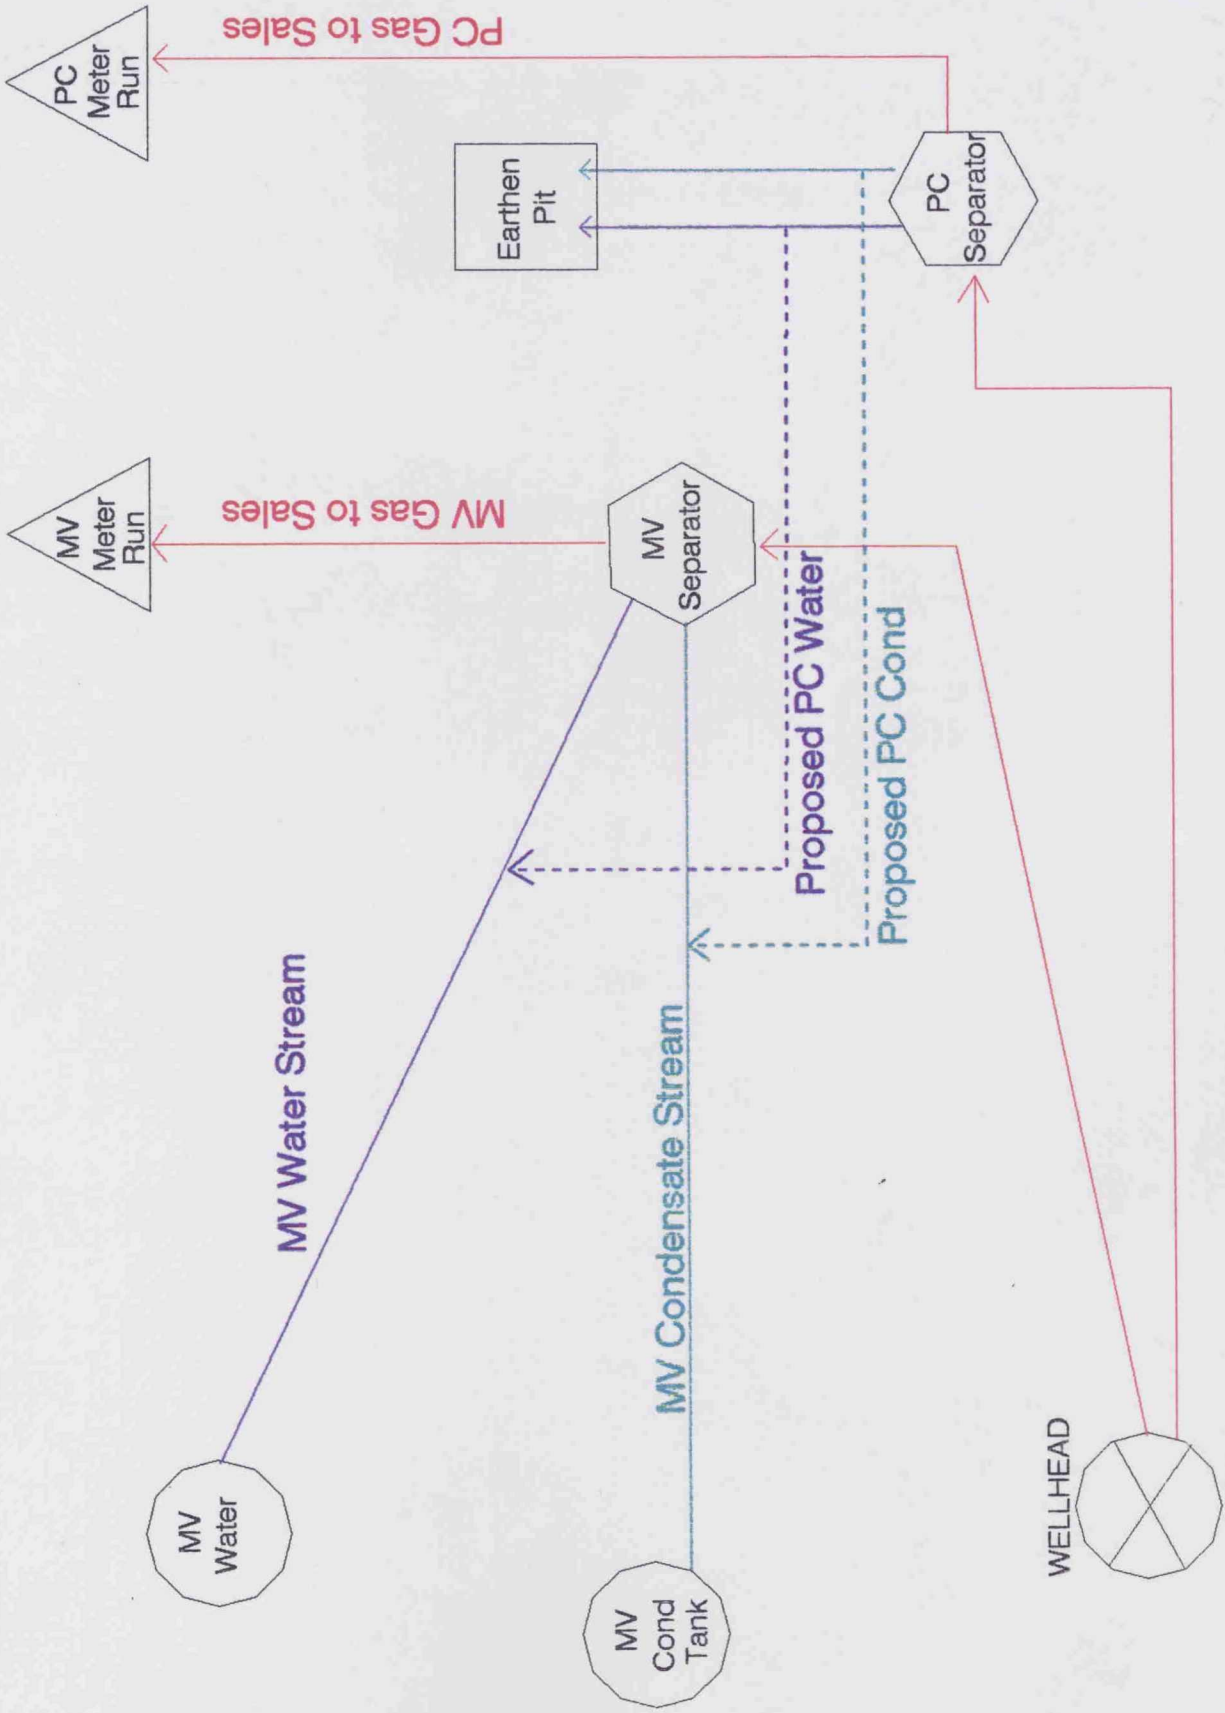 MV
Water
MV Water Stream
MV
Meter
Run
MV Gas to Sales
PC
Meter
Run
PC Gas to Sales
Earthen
Pit
MV
Cond
Tank
MV Condensate Stream
MV
Separator
Proposed PC Water
Proposed PC Cond
PC
Separator
WELLHEAD